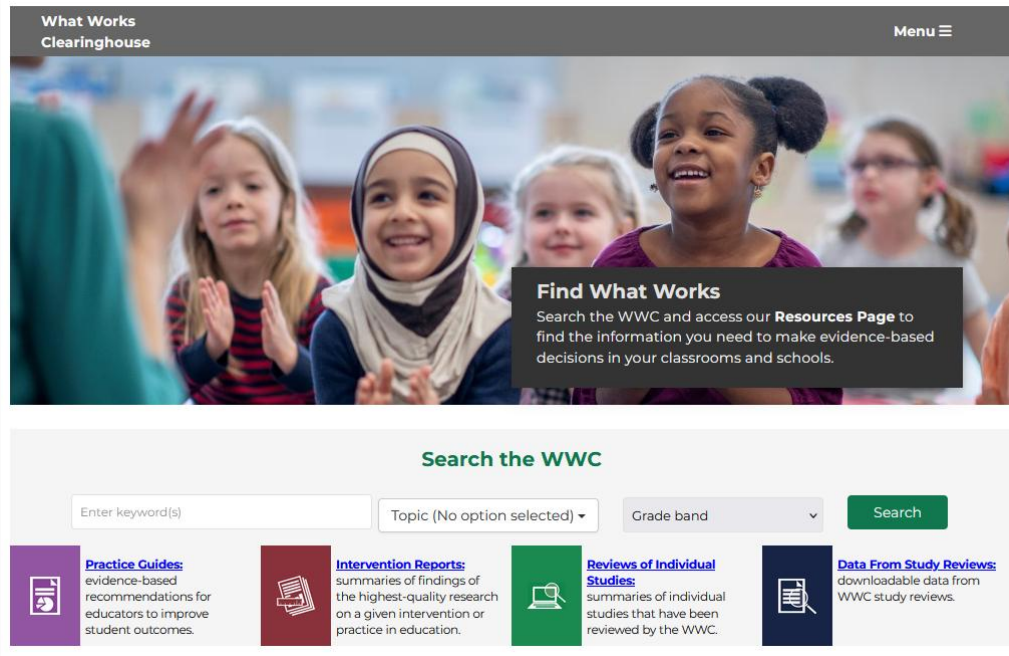 What Works
Clearinghouse
Menu
Find What Works
Search the WWC and access our Resources Page to
find the information you need to make evidence-based
decisions in your classrooms and schools.
Search the WWC
Enter keyword(s)
Topic (No option selected)
Grade band
Search
Practice Guides:
evidence-based
recommendations for
educators to improve
student outcomes.
Intervention Reports:
summaries of findings of
the highest-quality research
on a given intervention or
practice in education.
Reviews of Individual
Studies:
summaries of individual
studies that have been
reviewed by the WWC.
Data From Study Reviews:
downloadable data from
WWC study reviews.